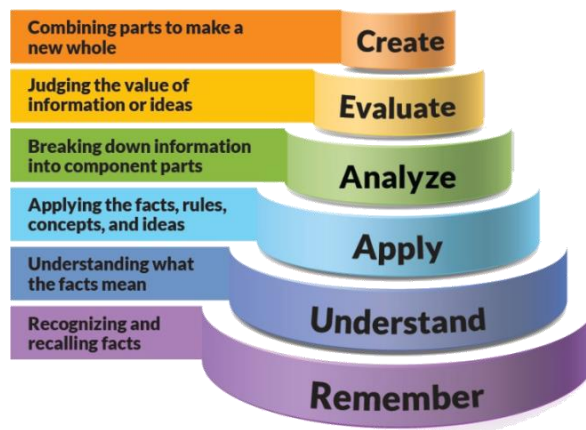 Combining parts to make a
new whole
Create
Judging the value of
information or ideas
Evaluate
Breaking down information
into component parts
Analyze
Applying the facts, rules,
concepts, and ideas
Apply
Understanding what
the facts mean
Understand
Recognizing and
recalling facts
Remember